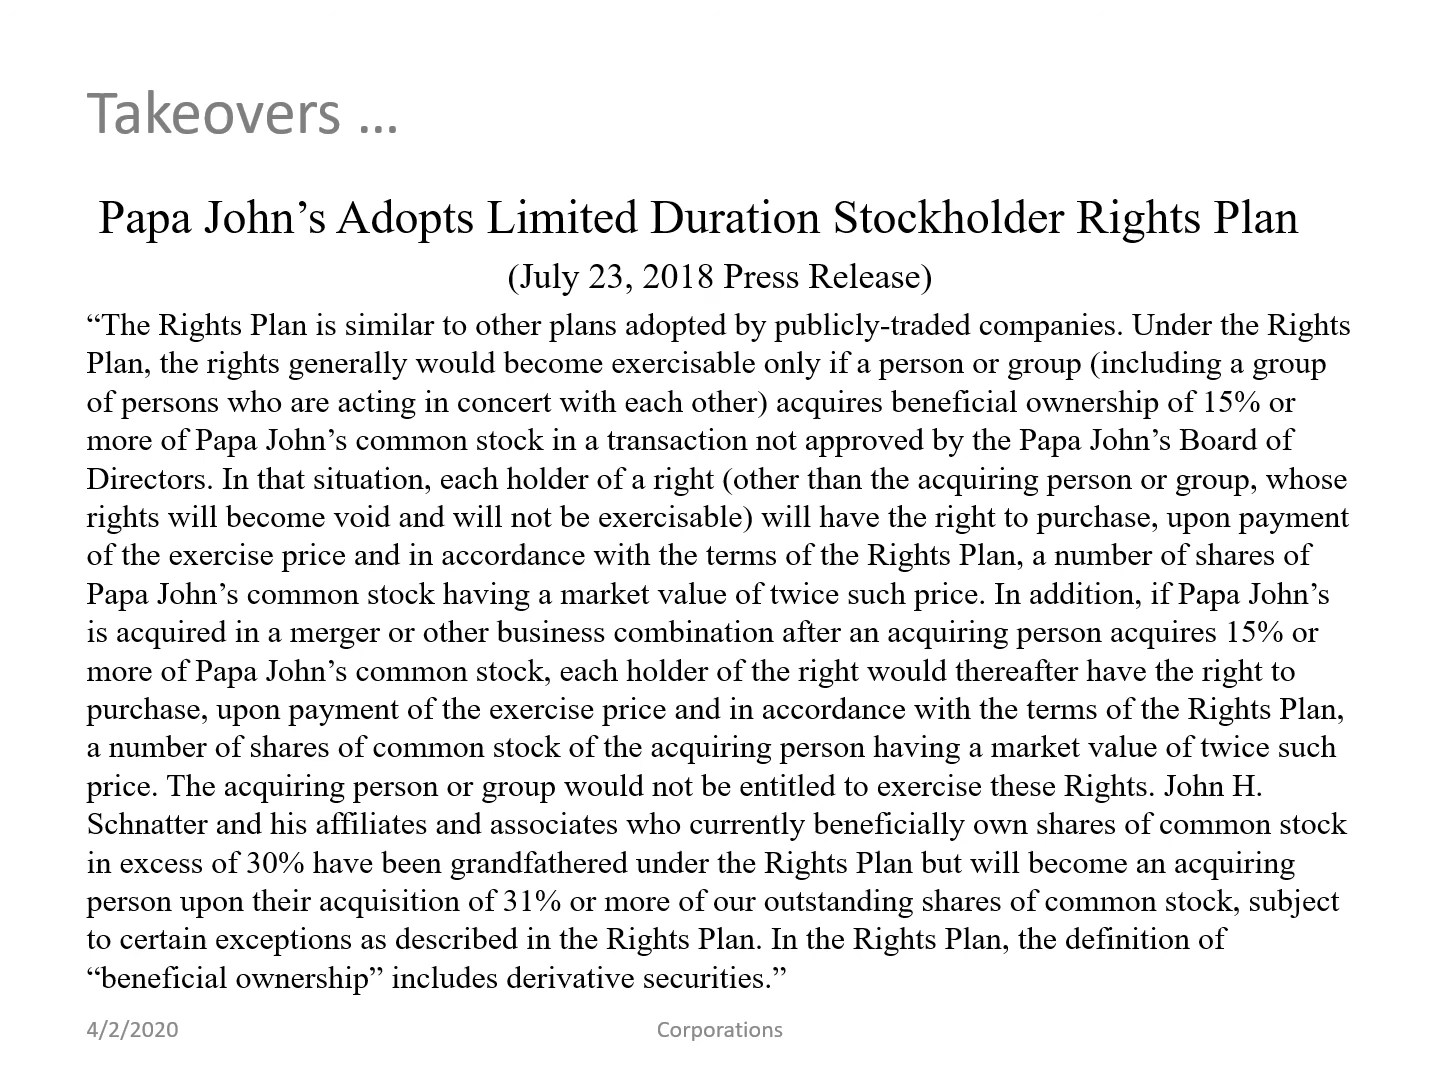 Takeovers …
Papa John’s Adopts Limited Duration Stockholder Rights Plan
(July 23, 2018 Press Release)
“The Rights Plan is similar to other plans adopted by publicly-traded companies. Under the Rights
Plan, the rights generally would become exercisable only if a person or group (including a group
of persons who are acting in concert with each other) acquires beneficial ownership of 15% or
more of Papa John’s common stock in a transaction not approved by the Papa John’s Board of
Directors. In that situation, each holder of a right (other than the acquiring person or group, whose
rights will become void and will not be exercisable) will have the right to purchase, upon payment
of the exercise price and in accordance with the terms of the Rights Plan, a number of shares of
Papa John’s common stock having a market value of twice such price. In addition, if Papa John’s
is acquired in a merger or other business combination after an acquiring person acquires 15% or
more of Papa John’s common stock, each holder of the right would thereafter have the right to
purchase, upon payment of the exercise price and in accordance with the terms of the Rights Plan,
a number of shares of common stock of the acquiring person having a market value of twice such
price. The acquiring person or group would not be entitled to exercise these Rights. John H.
Schnatter and his affiliates and associates who currently beneficially own shares of common stock
in excess of 30% have been grandfathered under the Rights Plan but will become an acquiring
person upon their acquisition of 31% or more of our outstanding shares of common stock, subject
to certain exceptions as described in the Rights Plan. In the Rights Plan, the definition of
“beneficial ownership” includes derivative securities.”
4/2/2020
Corporations